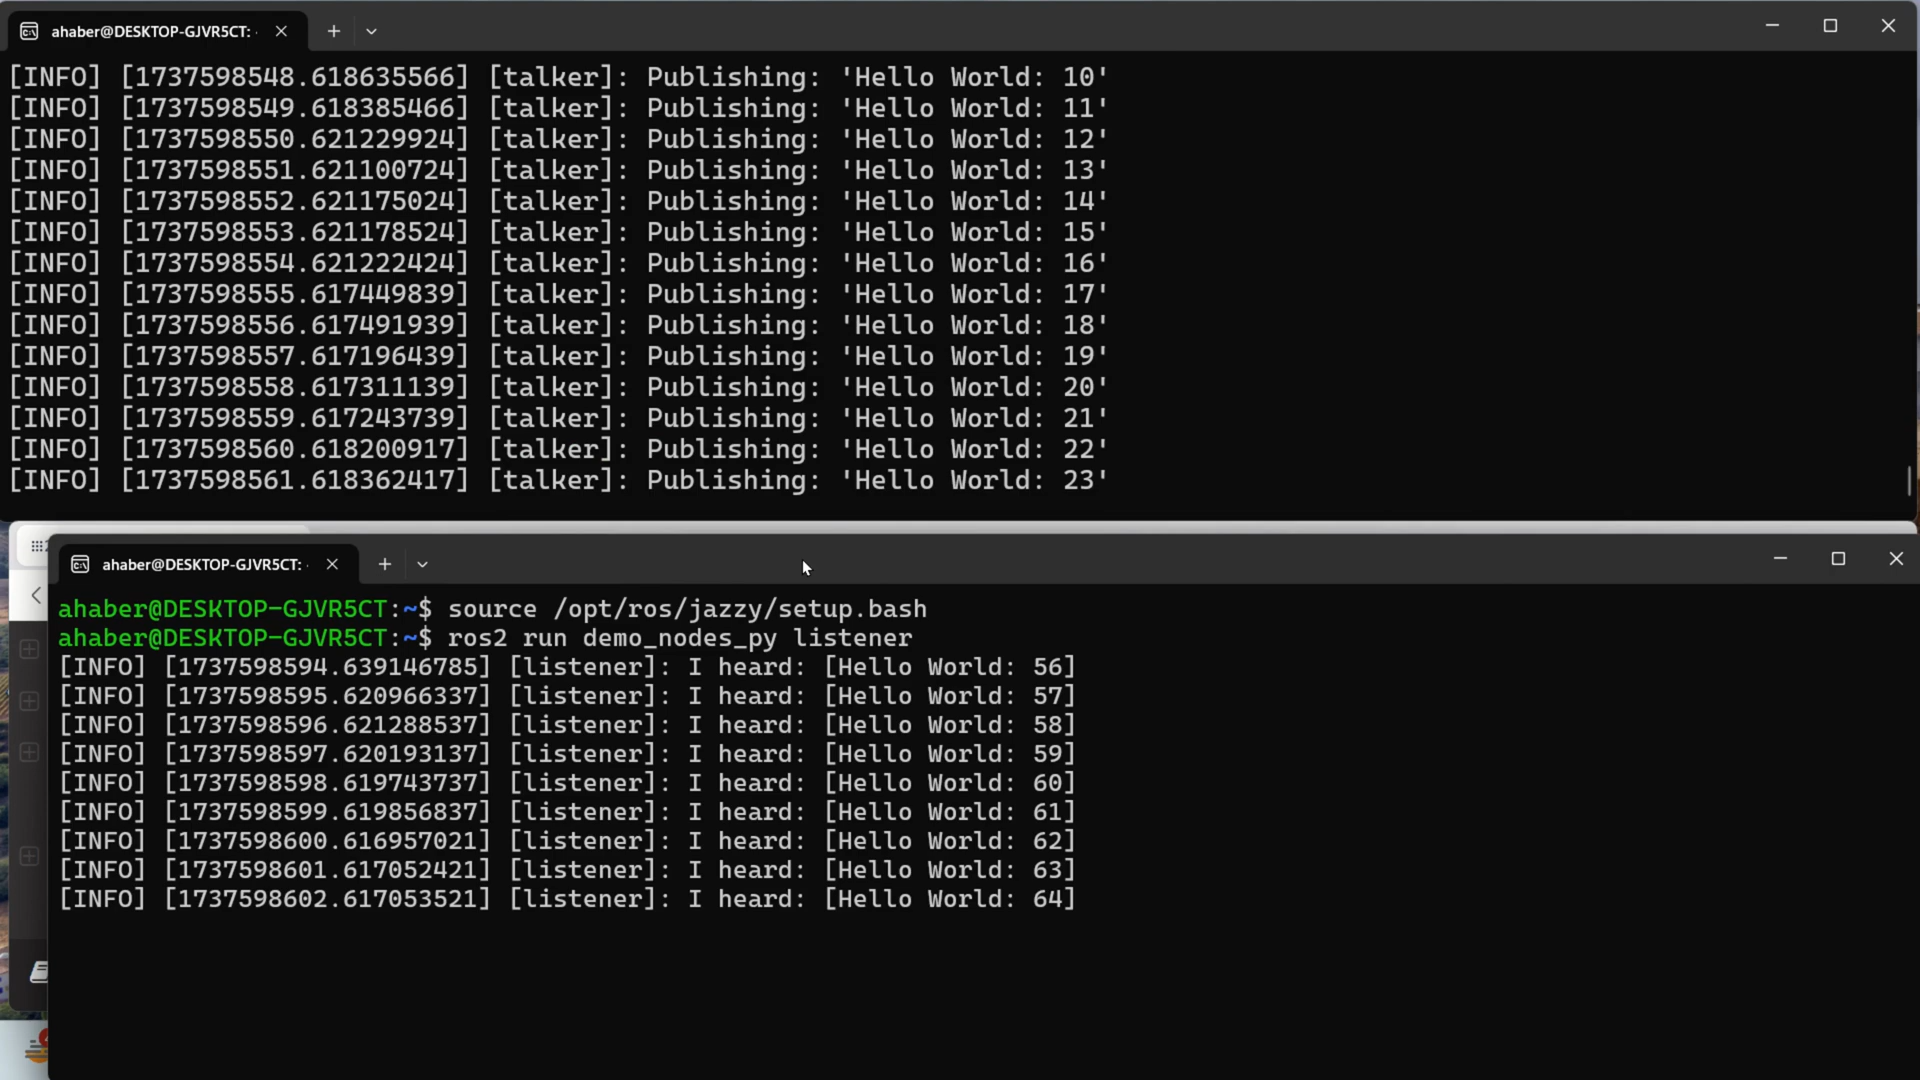 ahaber@DESKTOP-GJVR5CT:
[INFO] [1737598548.618635566] [talker]: Publishing: 'Hello World: 10'
[INFO] [1737598549.618385466] [talker]: Publishing: 'Hello World: 11'
[INFO] [1737598550.621229924] [talker]: Publishing: 'Hello World: 12'
[INFO] [1737598551.621100724] [talker]: Publishing: 'Hello World: 13'
[INFO] [1737598552.621175024] [talker]: Publishing: 'Hello World: 14'
[INFO] [1737598553.621178524] [talker]: Publishing: 'Hello World: 15'
[INFO] [1737598554.621222424] [talker]: Publishing: 'Hello World: 16'
[INFO] [1737598555.617449839] [talker]: Publishing: 'Hello World: 17'
[INFO] [1737598556.617491939] [talker]: Publishing: 'Hello World: 18'
[INFO] [1737598557.617196439] [talker]: Publishing: 'Hello World: 19'
[INFO] [1737598558.617311139] [talker]: Publishing: 'Hello World: 20'
[INFO] [1737598559.617243739] [talker]: Publishing: 'Hello World: 21'
[INFO] [1737598560.618200917] [talker]: Publishing: 'Hello World: 22'
[INFO] [1737598561.618362417] [talker]: Publishing: 'Hello World: 23'
ahaber@DESKTOP-GJVR5CT:
ahaber@DESKTOP-GJVR5CT:~$ source /opt/ros/jazzy/setup.bash
ahaber@DESKTOP-GJVR5CT:~$ ros2 run demo_nodes_py listener
[INFO] [1737598594.639146785] [listener]: I heard: [Hello World: 56]
[INFO] [1737598595.620966337] [listener]: I heard: [Hello World: 57]
[INFO] [1737598596.621288537] [listener]: I heard: [Hello World: 58]
[INFO] [1737598597.620193137] [listener]: I heard: [Hello World: 59]
[INFO] [1737598598.619743737] [listener]: I heard: [Hello World: 60]
[INFO] [1737598599.619856837] [listener]: I heard: [Hello World: 61]
[INFO] [1737598600.616957021] [listener]: I heard: [Hello World: 62]
[INFO] [1737598601.617052421] [listener]: I heard: [Hello World: 63]
[INFO] [1737598602.617053521] [listener]: I heard: [Hello World: 64]